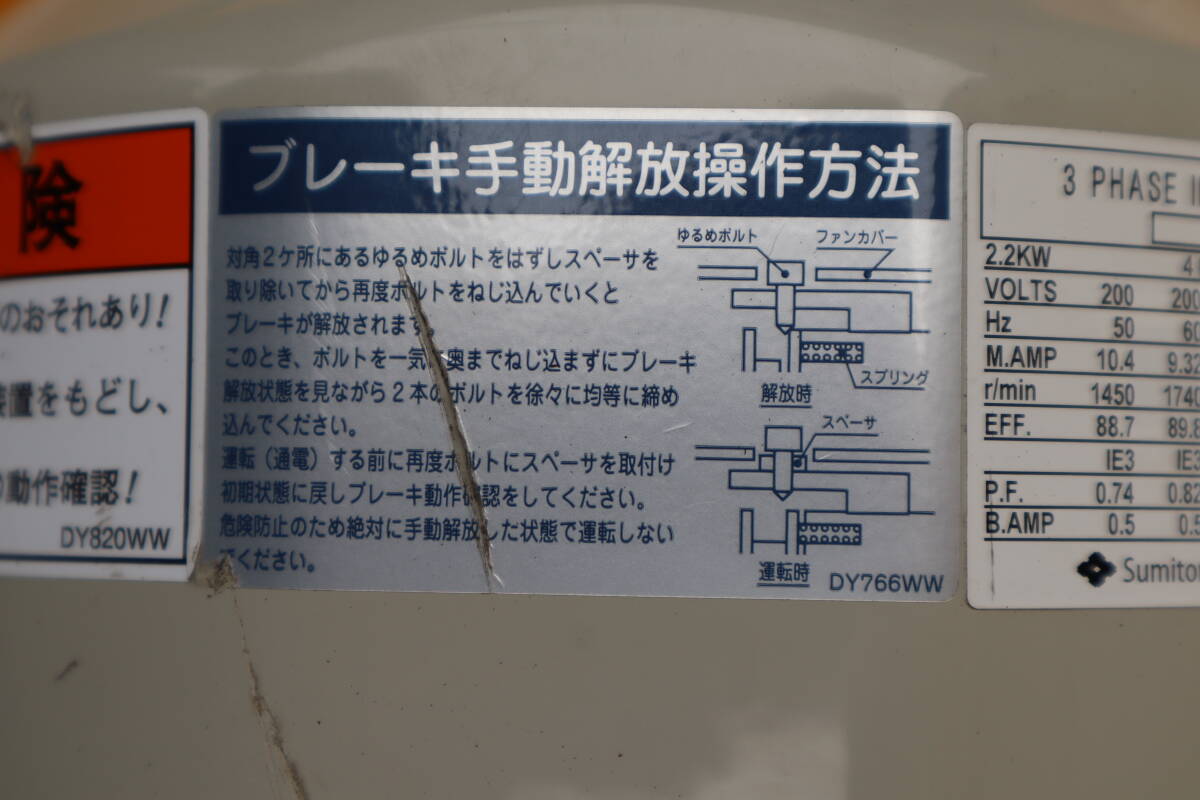 険
のおそれあり!
装置をもどし、
動作確認!
DY820WW
ブレーキ手動解放操作方法
対角2ケ所にあるゆるめボルトをはずしスペーサを
取り除いてから再度ボルトをねじ込んでいくと
ブレーキが解放されます。
このとき、ボルトを一気に奥までねじ込まずにブレーキ
解放状態を見ながら2本のボルトを徐々に均等に締め
込んでください。
運転(通電)する前に再度ボルトにスペーサを取付け
初期状態に戻しブレーキ動作確認をしてください。
危険防止のため絶対に手動解放した状態で運転しない
でください。
ゆるめボルト ファンカバー
スプリング
解放時
スペーサ
運転時
DY766WW
3 PHASE
2.2KW
VOLTS 200 200
Hz 50 60
M.AMP 10.4 9.32
r/min 1450 1740
EFF. 88.7 89.8
IE3 IE3
P.F. 0.74 0.82
B.AMP 0.5
Sumito